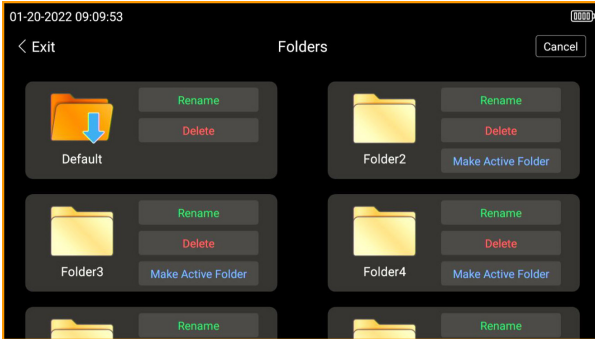 01-20-2022 09:09:53
Exit
Folders
Cancel
Rename
Delete
Default
Rename
Delete
Make Active Folder
Folder2
Rename
Delete
Make Active Folder
Folder3
Rename
Delete
Make Active Folder
Folder4
Rename
Rename